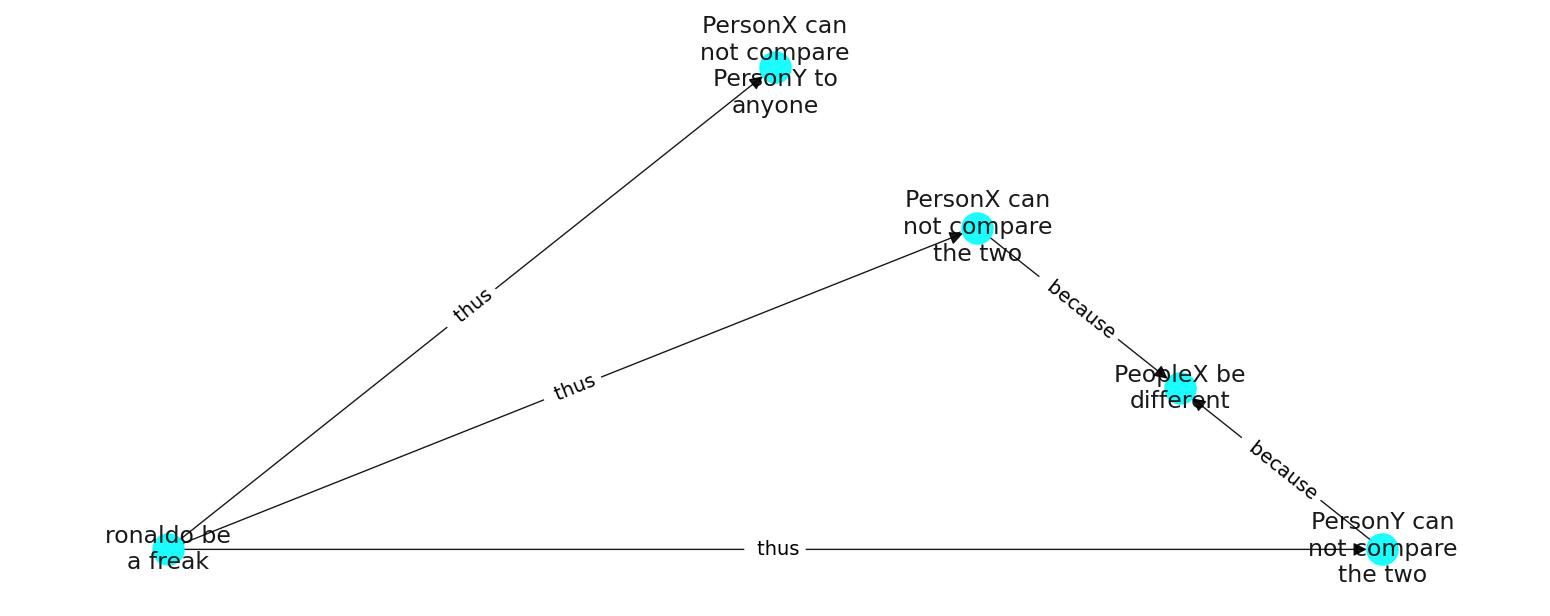 PersonX can
not compare
PersonY to
anyone
PersonX can
not compare
the two
thus
because
thus
PeopleX be
different
because
ronaldo be
a freak
thus
PersonY can
not compare
the two